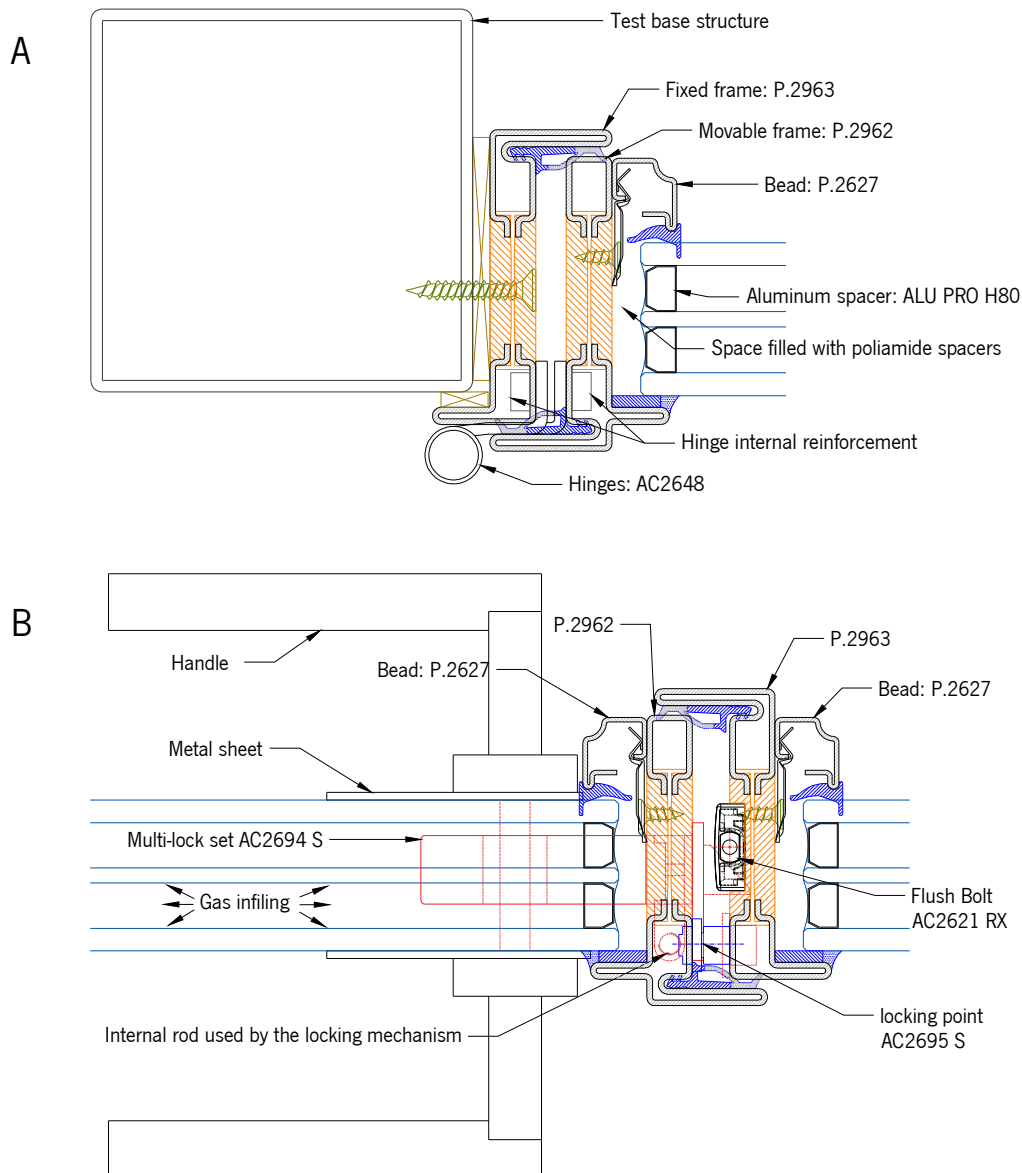 A
Test base structure
Fixed frame: P.2963
Movable frame: P.2962
Bead: P.2627
Aluminum spacer: ALU PRO H80
Space filled with poliamide spacers
Hinge internal reinforcement
Hinges: AC2648
B
P.2962
P.2963
Handle
Bead: P.2627
Bead: P.2627
Metal sheet
Multi-lock set AC2694 S
Gas infiling
Flush Bolt
AC2621 RX
Internal rod used by the locking mechanism
locking point
AC2695 S